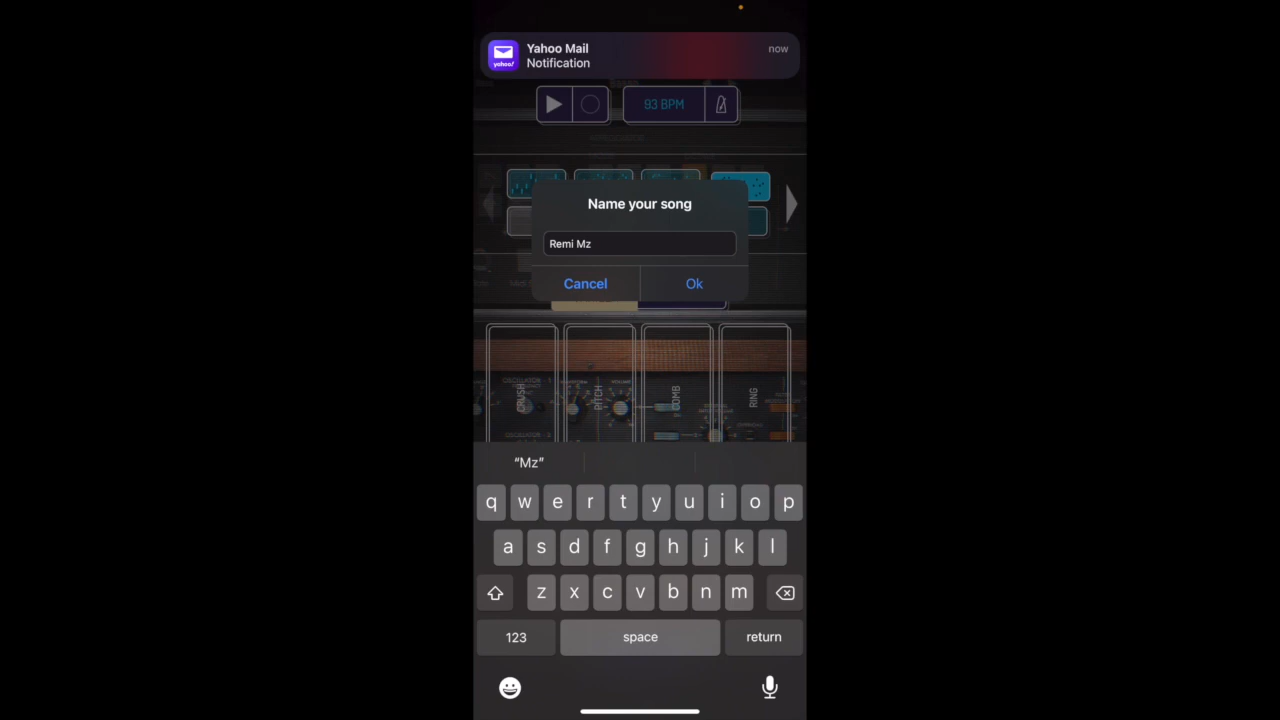 Yahoo Mail
now
yahoo!
Notification
93 BPM
Name your song
Remi Mz
Cancel
Ok
CRUSH
PITCH
COMB
RING
“Mz”
q w e r t y u i o p
a s d f g h j k l
z x c v b n m
123
space
return